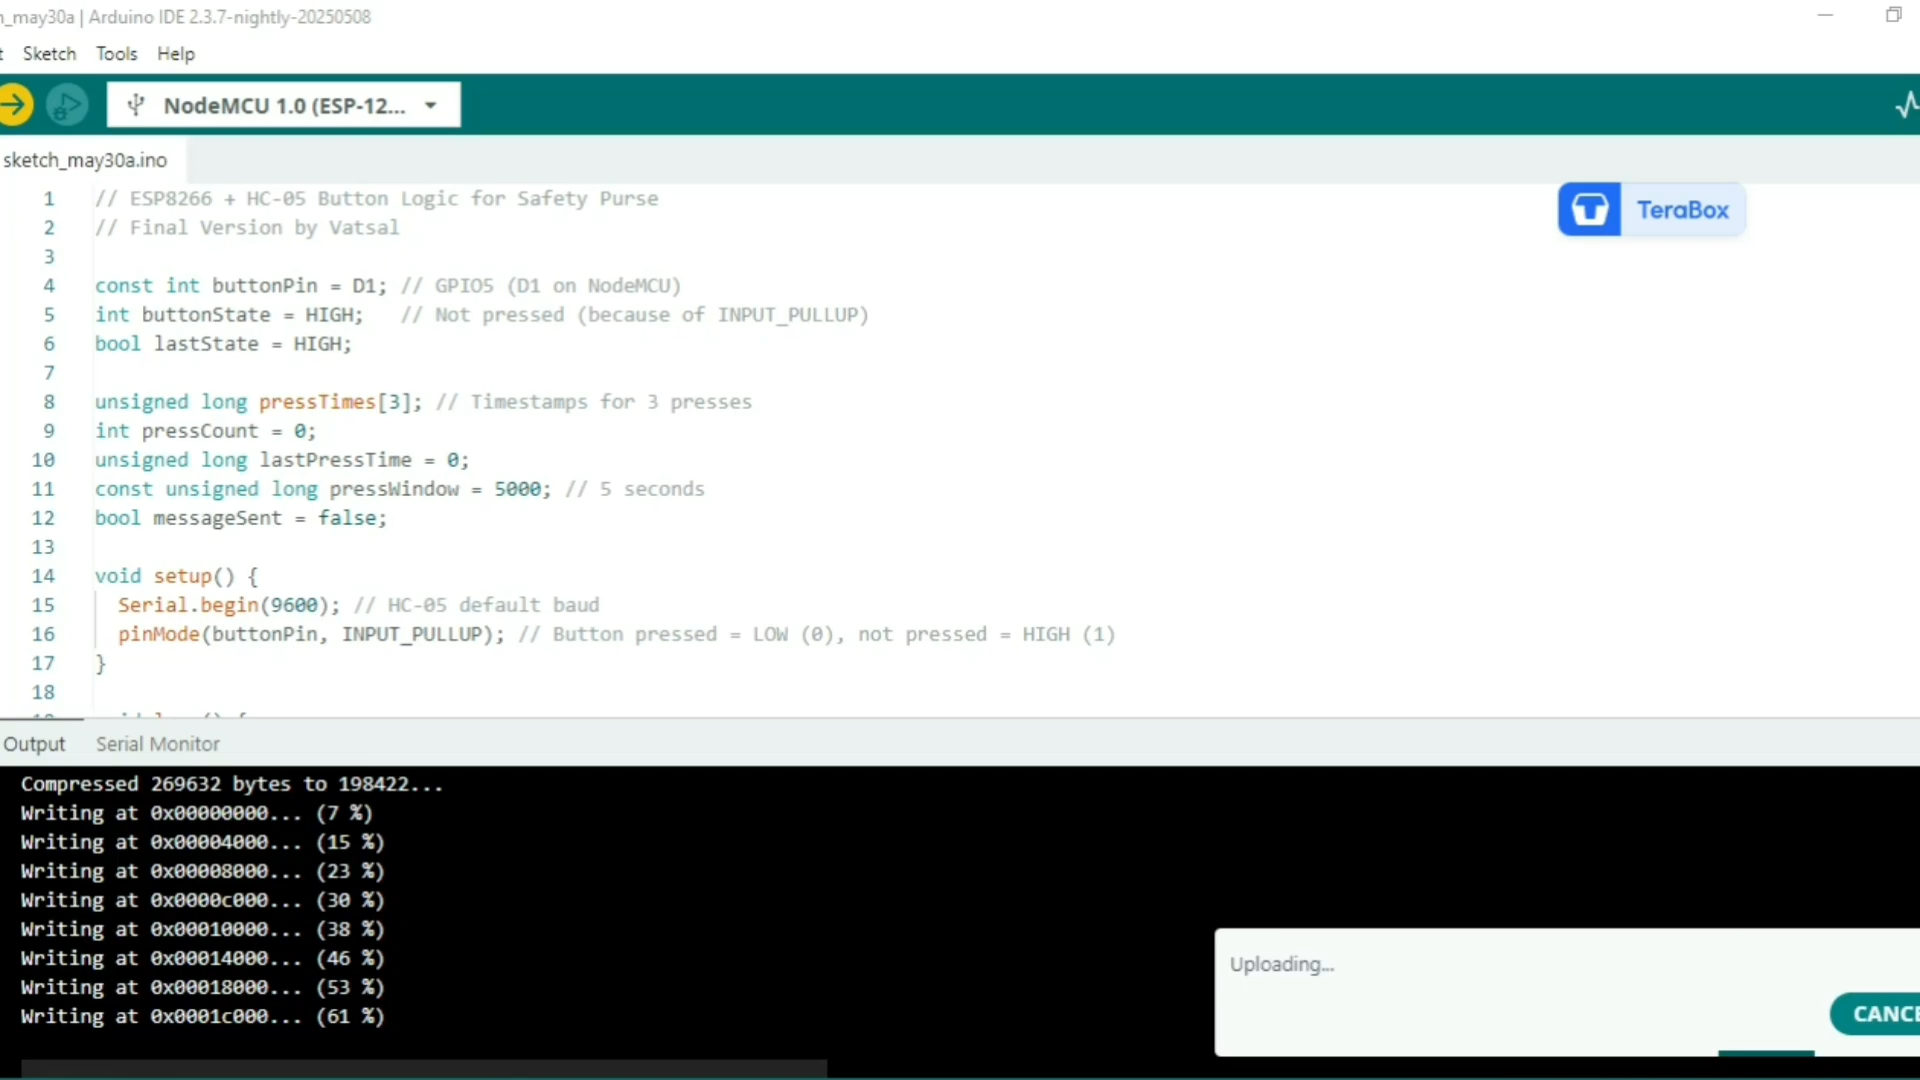 _may30a | Arduino IDE 2.3.7-nightly-20250508
Sketch Tools Help
NodeMCU 1.0 (ESP-12...
sketch_may30a.ino
1 // ESP8266 + HC-05 Button Logic for Safety Purse
2 // Final Version by Vatsal
3
4 const int buttonPin = D1; // GPIO5 (D1 on NodeMCU)
5 int buttonState = HIGH; // Not pressed (because of INPUT_PULLUP)
6 bool lastState = HIGH;
7
8 unsigned long pressTimes[3]; // Timestamps for 3 presses
9 int pressCount = 0;
10 unsigned long lastPressTime = 0;
11 const unsigned long pressWindow = 5000; // 5 seconds
12 bool messageSent = false;
13
14 void setup() {
15 Serial.begin(9600); // HC-05 default baud
16 pinMode(buttonPin, INPUT_PULLUP); // Button pressed = LOW (0), not pressed = HIGH (1)
17 }
18
TeraBox
Output Serial Monitor
Compressed 269632 bytes to 198422...
Writing at 0x00000000... (7 %)
Writing at 0x00004000... (15 %)
Writing at 0x00008000... (23 %)
Writing at 0x0000c000... (30 %)
Writing at 0x00010000... (38 %)
Writing at 0x00014000... (46 %)
Writing at 0x00018000... (53 %)
Writing at 0x0001c000... (61 %)
Uploading...
CANCE